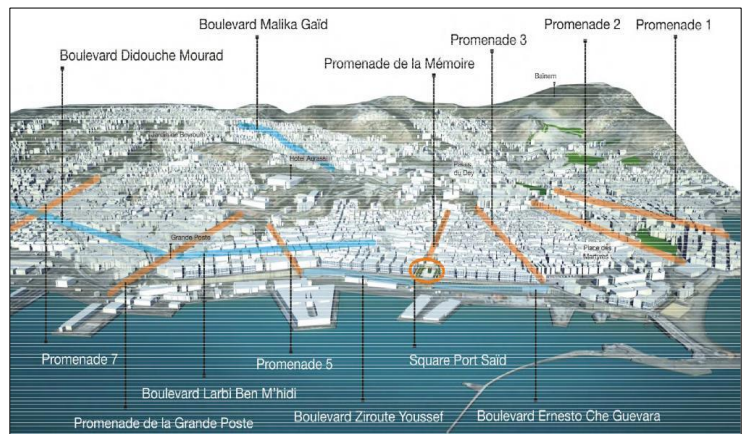 Boulevard Malika Gaïd
Promenade 3
Promenade 2
Promenade 1
Boulevard Didouche Mourad
Promenade de la Mémoire
Bainem
Hotel Aurassi
Palais
du Dey
Grande Poste
Place des
Martyrs
Promenade 7
Promenade 5
Square Port Saïd
Boulevard Larbi Ben M'hidi
Promenade de la Grande Poste
Boulevard Ziroute Youssef
Boulevard Ernesto Che Guevara